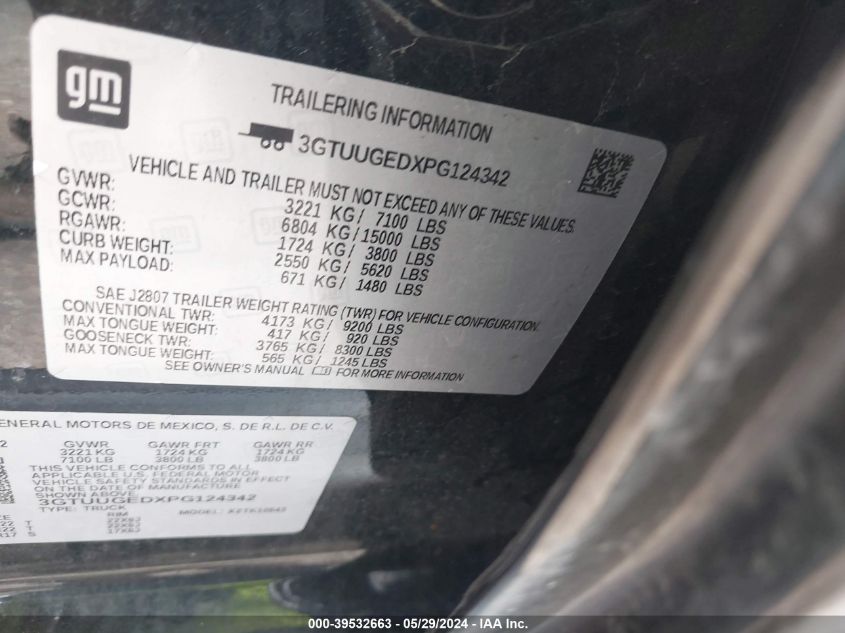 gm
TRAILERING INFORMATION
3GTUUGEDXPG124342
VEHICLE AND TRAILER MUST NOT EXCEED ANY OF THESE VALUES.
GVWR: 3221 KG/ 7100 LBS
GCWR: 6804 KG/15000 LBS
RGAWR: 1724 KG/ 3800 LBS
CURB WEIGHT: 2550 KG/ 5620 LBS
MAX PAYLOAD: 671 KG/ 1480 LBS
SAE J2807 TRAILER WEIGHT RATING (TWR) FOR VEHICLE CONFIGURATION.
CONVENTIONAL TWR: 4173 KG/ 9200 LBS
MAX TONGUE WEIGHT: 417 KG/ 920 LBS
GOOSENECK TWR: 3765 KG/ 8300 LBS
MAX TONGUE WEIGHT: 565 KG/ 1245 LBS
SEE OWNER'S MANUAL FOR MORE INFORMATION
ENERAL MOTORS DE MEXICO, S. DE R.L. DE C.V.
GVWR GAWR FRT GAWR RR
3221 KG 1724 KG 1724 KG
7100 LB 3800 LB 3800 LB
THIS VEHICLE CONFORMS TO ALL
APPLICABLE U.S. FEDERAL MOTOR
VEHICLE SAFETY STANDARDS IN EFFECT
ON THE DATE OF MANUFACTURE
SHOWN ABOVE
3GTUUGEDXPG124342
TYPE: TRUCK MODEL:
RIM
000-39532663 - 05/29/2024 - IAA Inc.